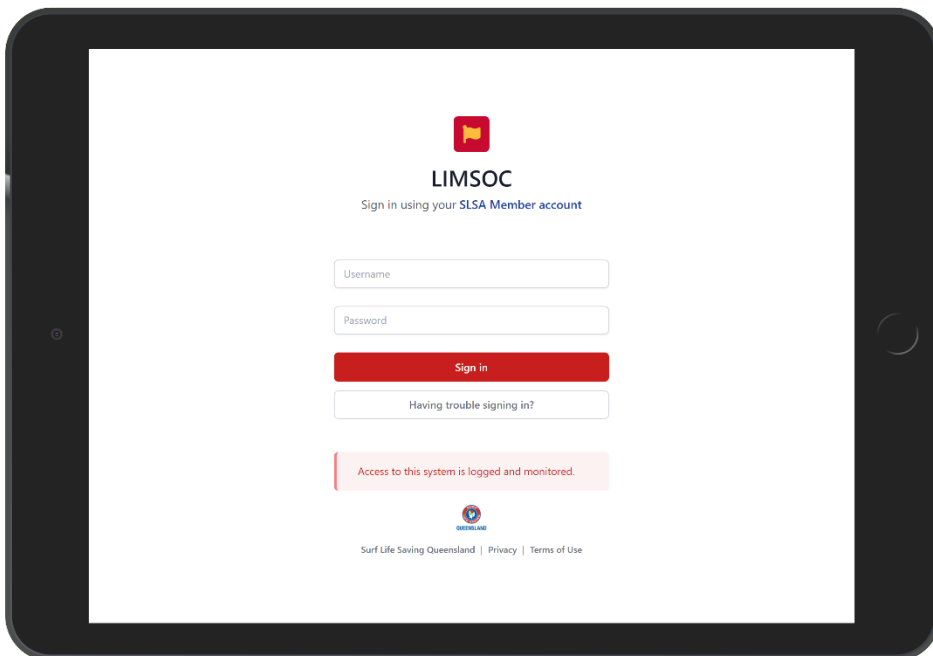 LIMSOC
Sign in using your SLSA Member account
Username
Password
Sign in
Having trouble signing in?
Access to this system is logged and monitored.
QUEENSLAND
Surf Life Saving Queensland | Privacy | Terms of Use